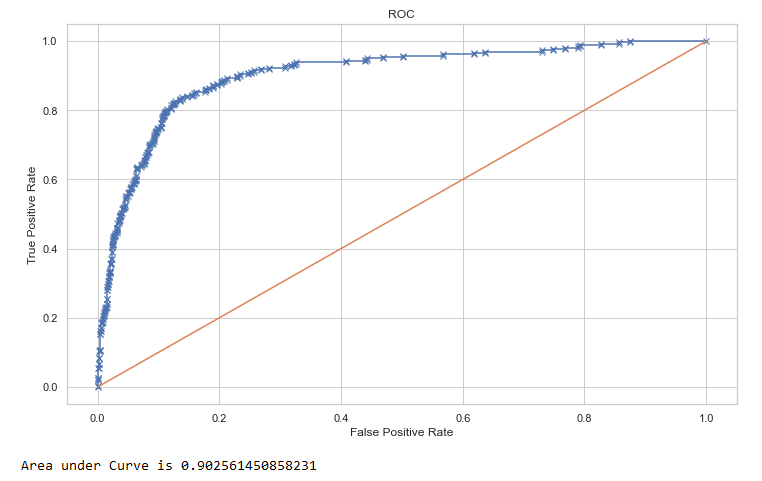 ROC
1.0
0.8
0.6
0.4
0.2
0.0
True Positive Rate
0.0 0.2 0.4 0.6 0.8 1.0
False Positive Rate
Area under Curve is 0.902561450858231